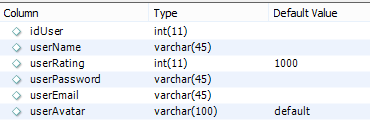 Column Type Default Value
idUser int(11)
userName varchar(45)
userRating int(11) 1000
userPassword varchar(45)
userEmail varchar(45)
userAvatar varchar(100) default